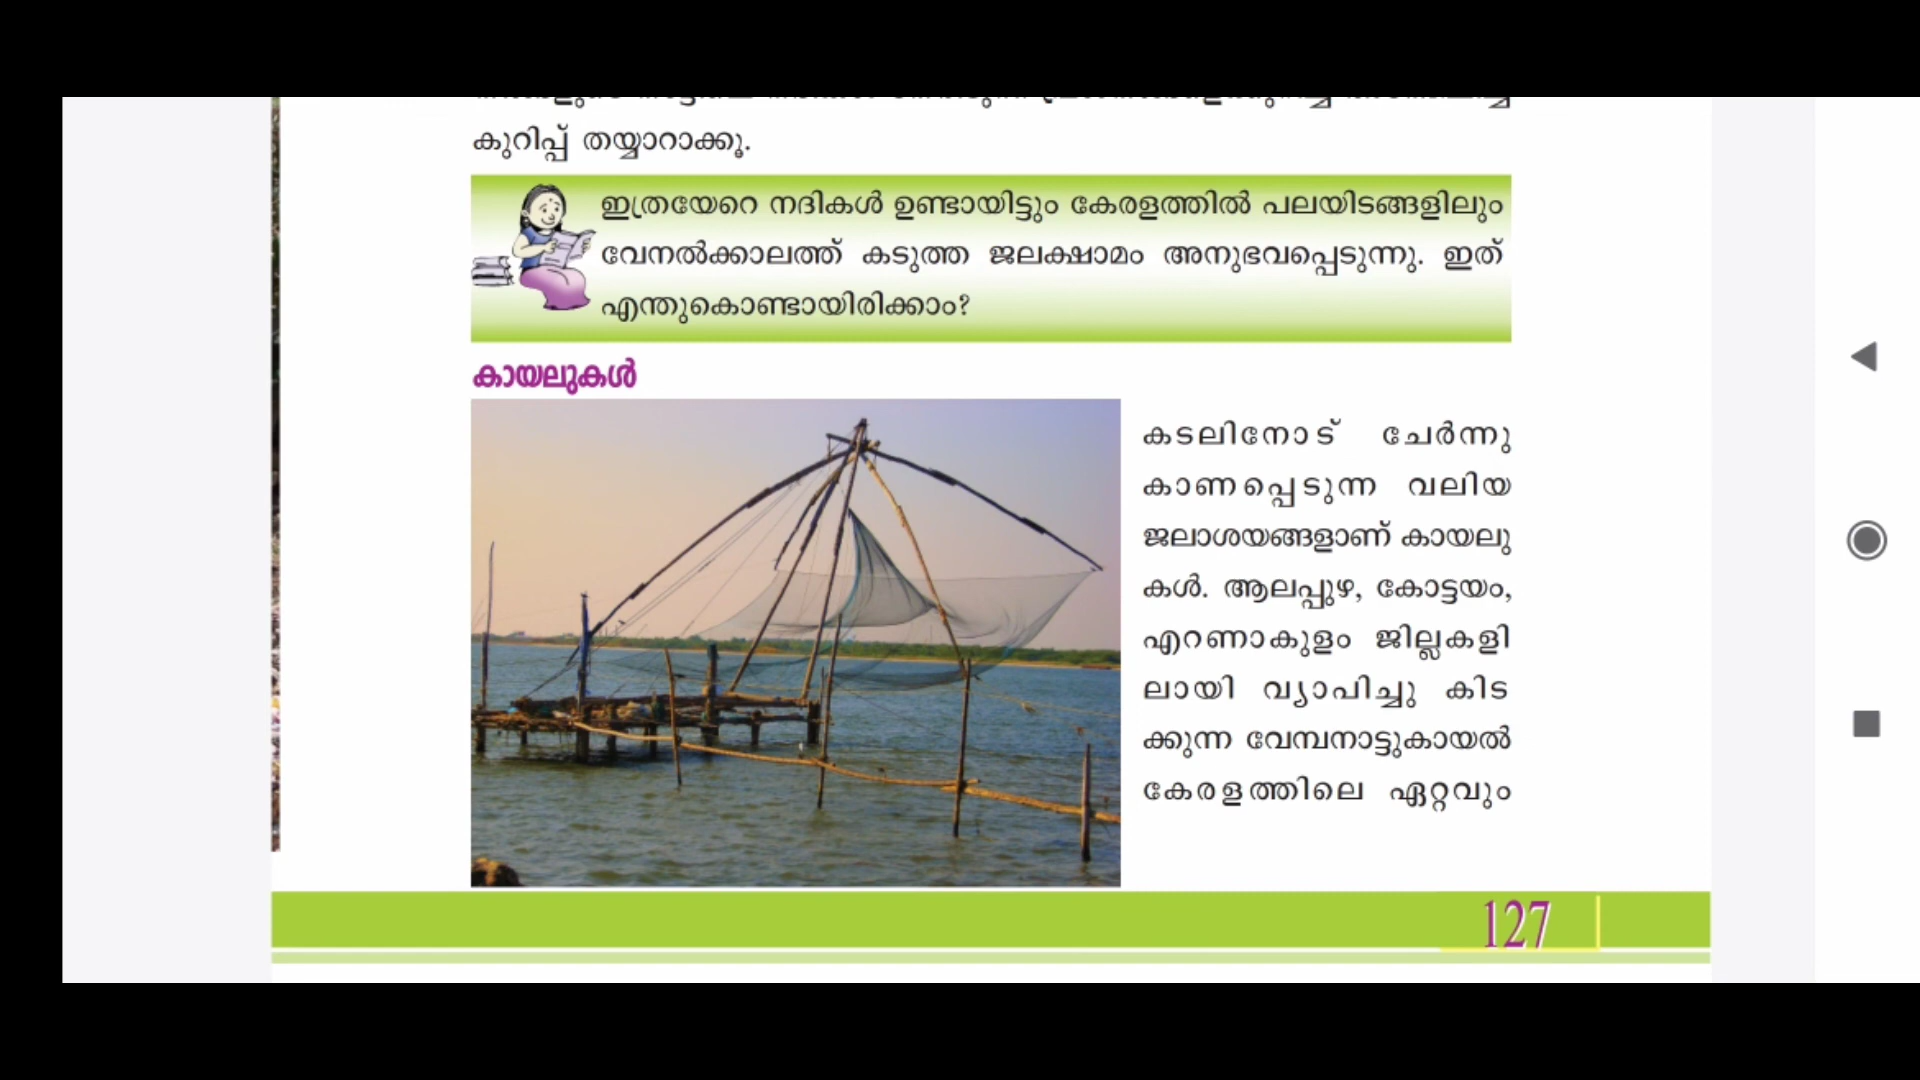 കുറിപ്പ് തയ്യാറാക്കൂ.
ഇത്രയേറെ നദികൾ ഉണ്ടായിട്ടും കേരളത്തിൽ പലയിടങ്ങളിലും
വേനൽക്കാലത്ത് കടുത്ത ജലക്ഷാമം അനുഭവപ്പെടുന്നു. ഇത്
എന്തുകൊണ്ടായിരിക്കാം?
കായലുകൾ
കടലിനോട് ചേർന്നു
കാണപ്പെടുന്ന വലിയ
ജലാശയങ്ങളാണ് കായലു
കൾ. ആലപ്പുഴ, കോട്ടയം,
എറണാകുളം ജില്ലകളി
ലായി വ്യാപിച്ചു കിട
ക്കുന്ന വേമ്പനാട്ടുകായൽ
കേരളത്തിലെ ഏറ്റവും
127